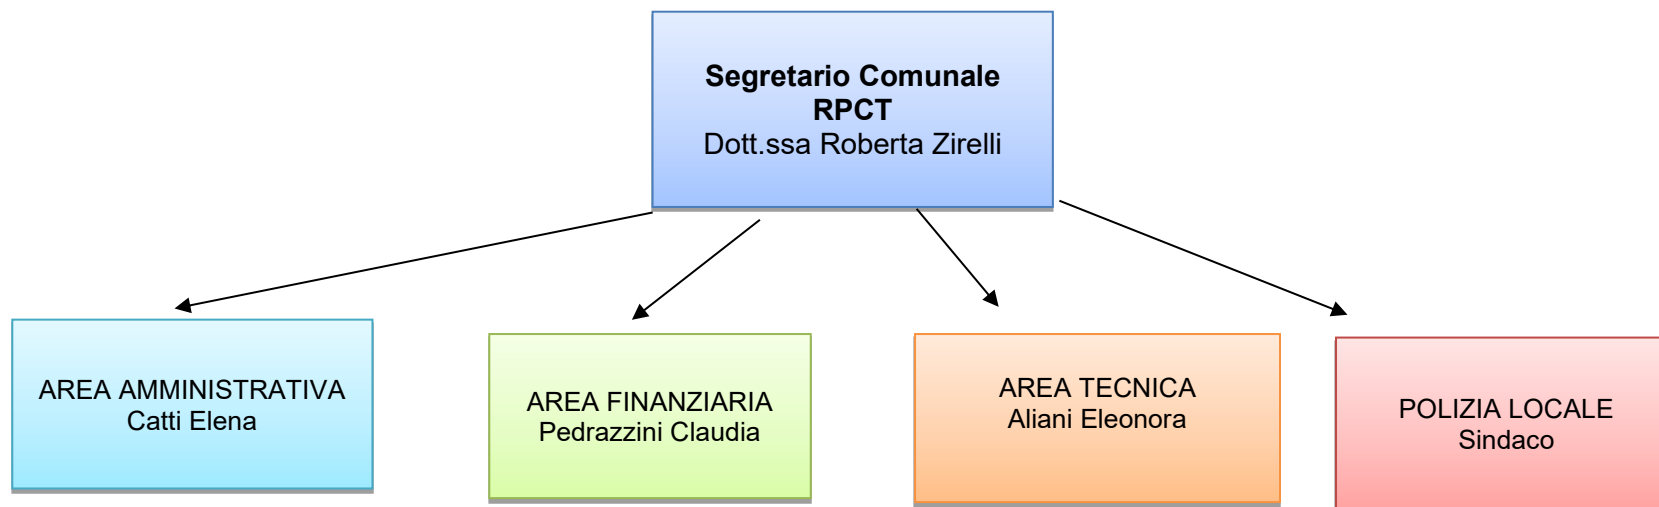 Segretario Comunale
RPCT
Dott.ssa Roberta Zirelli
AREA AMMINISTRATIVA
Catti Elena
AREA FINANZIARIA
Pedrazzini Claudia
AREA TECNICA
Aliani Eleonora
POLIZIA LOCALE
Sindaco